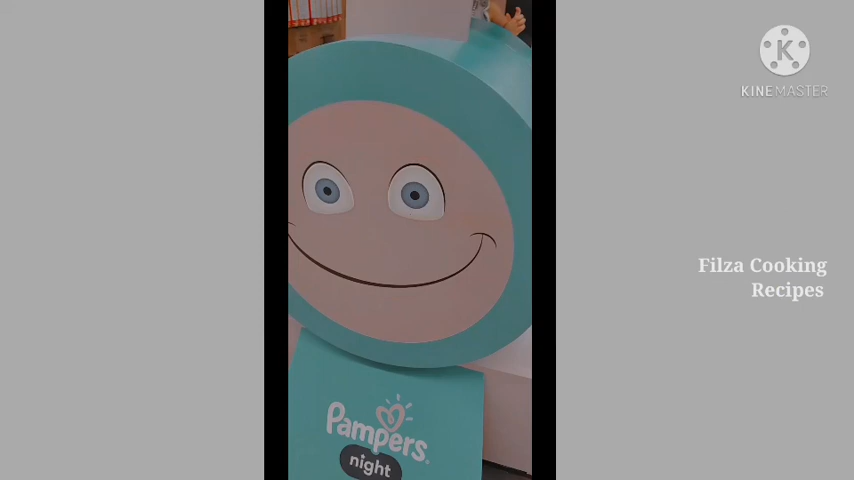 KINEMASTER
Filza Cooking
Recipes
Pampers
night